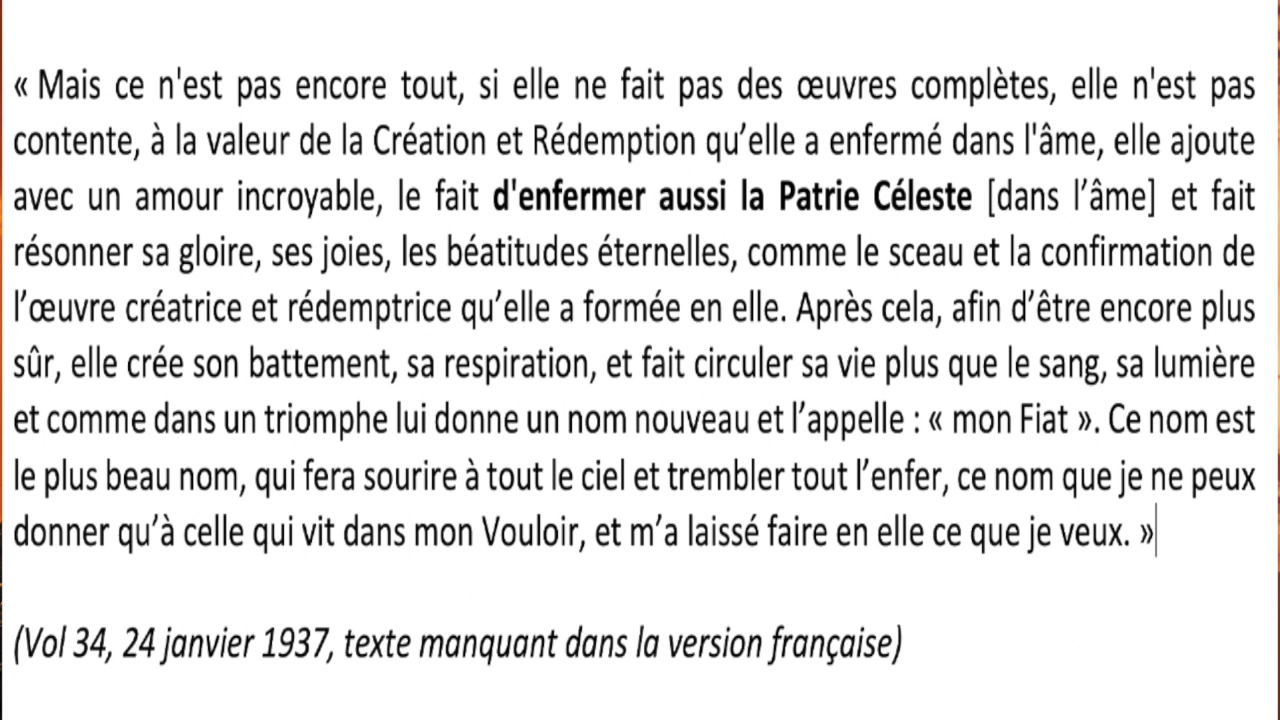 « Mais ce n'est pas encore tout, si elle ne fait pas des œuvres complètes, elle n'est pas
contente, à la valeur de la Création et Rédemption qu’elle a enfermé dans l'âme, elle ajoute
avec un amour incroyable, le fait d'enfermer aussi la Patrie Céleste [dans l’âme] et fait
résonner sa gloire, ses joies, les béatitudes éternelles, comme le sceau et la confirmation de
l’œuvre créatrice et rédemptrice qu’elle a formée en elle. Après cela, afin d’être encore plus
sûr, elle crée son battement, sa respiration, et fait circuler sa vie plus que le sang, sa lumière
et comme dans un triomphe lui donne un nom nouveau et l’appelle : « mon Fiat ». Ce nom est
le plus beau nom, qui fera sourire à tout le ciel et trembler tout l’enfer, ce nom que je ne peux
donner qu’à celle qui vit dans mon Vouloir, et m’a laissé faire en elle ce que je veux. »
(Vol 34, 24 janvier 1937, texte manquant dans la version française)